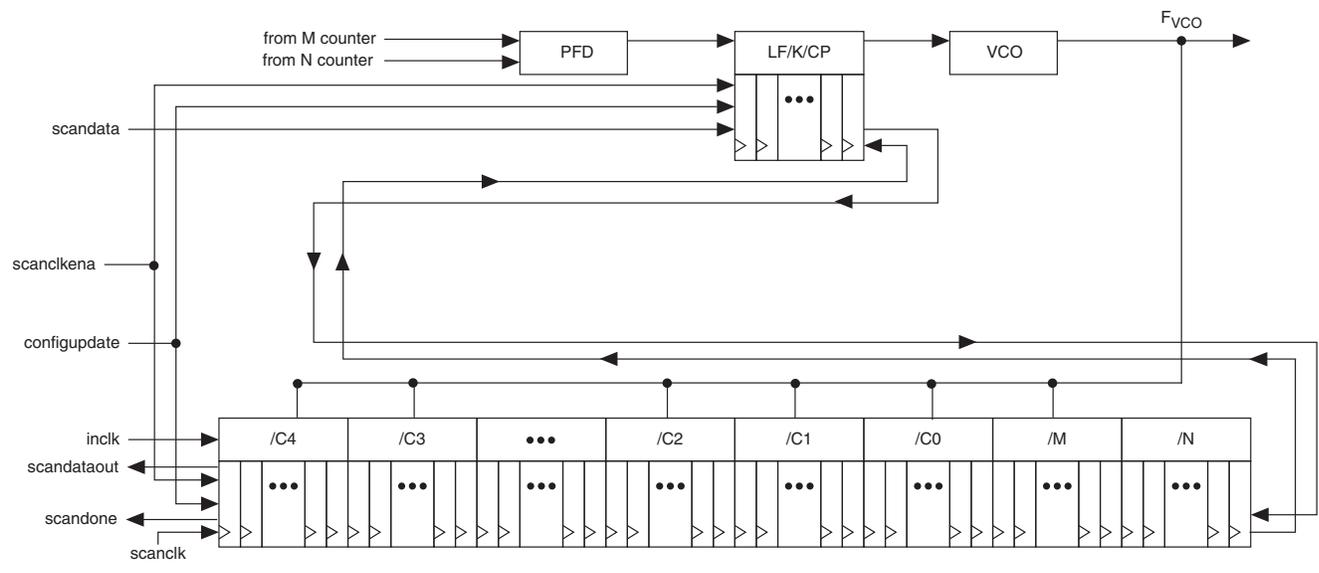 F_VCO
from M counter
from N counter
PFD
LF/K/CP
VCO
scandata
scanclkena
configupdate
inclk
/C4
/C3
/C2
/C1
/C0
/M
/N
scandataout
scandone
scanclk